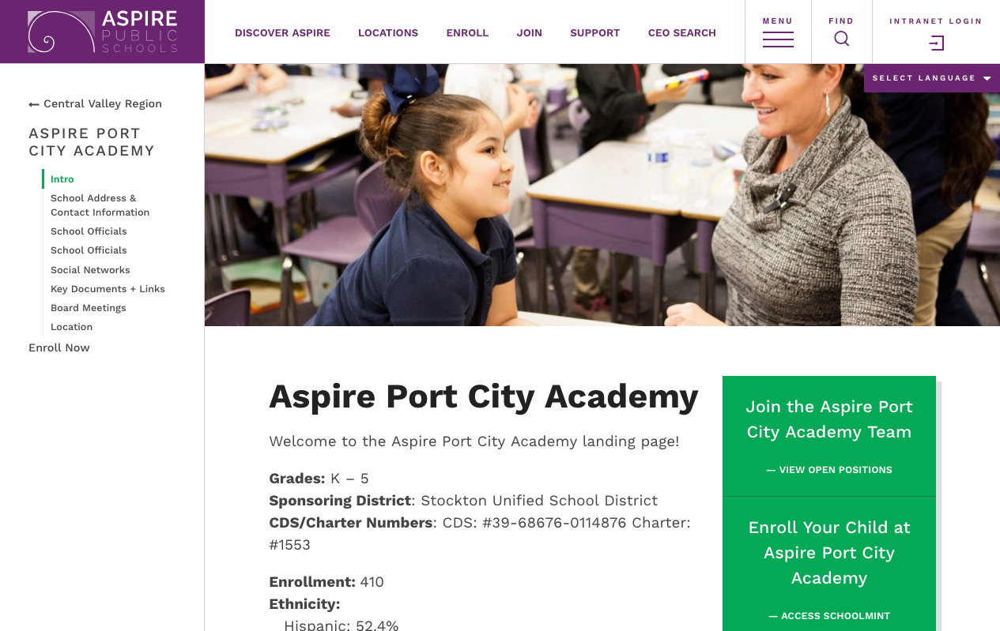 ASPIRE
PUBLIC
SCHOOLS
DISCOVER ASPIRE
LOCATIONS
ENROLL
JOIN
SUPPORT
CEO SEARCH
MENU
FIND
INTRANET LOGIN
SELECT LANGUAGE
← Central Valley Region
ASPIRE PORT
CITY ACADEMY
Intro
School Address &
Contact Information
School Officials
School Officials
Social Networks
Key Documents + Links
Board Meetings
Location
Enroll Now
Aspire Port City Academy
Welcome to the Aspire Port City Academy landing page!
Grades: K – 5
Sponsoring District: Stockton Unified School District
CDS/Charter Numbers: CDS: #39-68676-0114876 Charter:
#1553
Enrollment: 410
Ethnicity:
Hispanic: 52.4%
Join the Aspire Port
City Academy Team
— VIEW OPEN POSITIONS
Enroll Your Child at
Aspire Port City
Academy
— ACCESS SCHOOLMINT